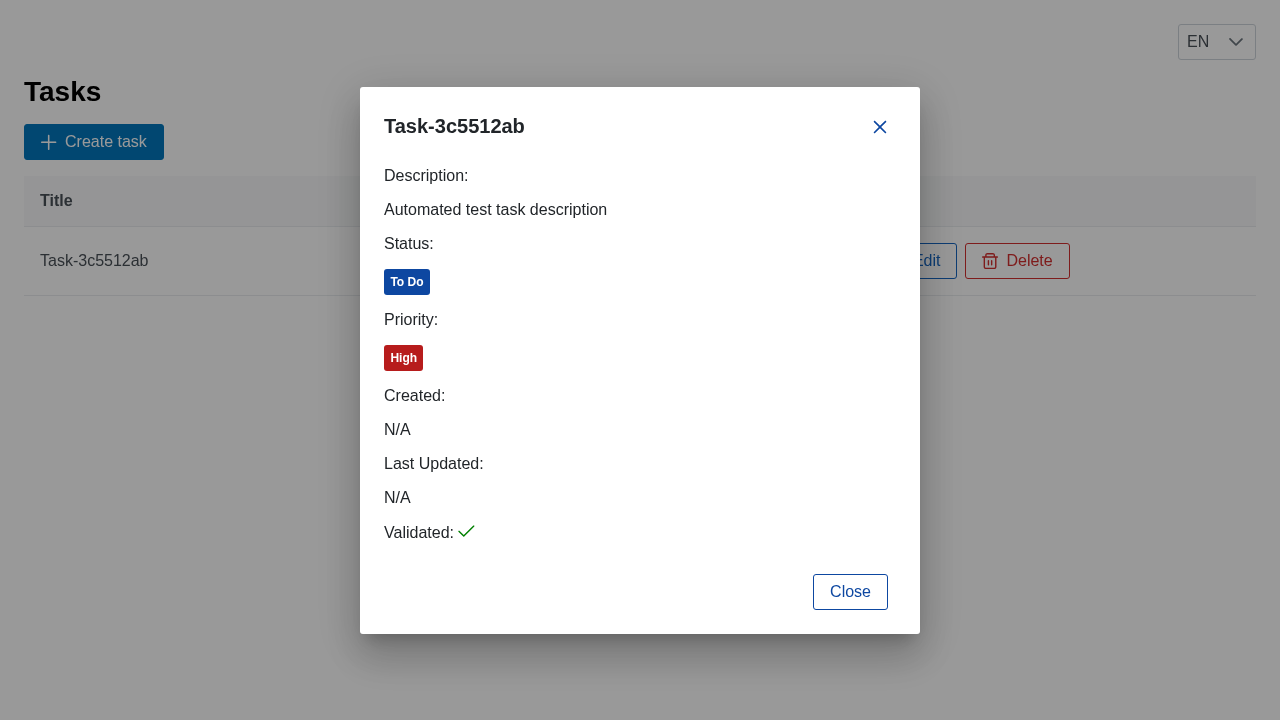 EN
Tasks
Create task
Title
Task-3c5512ab
Edit
Delete
Task-3c5512ab
Description:
Automated test task description
Status:
To Do
Priority:
High
Created:
N/A
Last Updated:
N/A
Validated:
Close